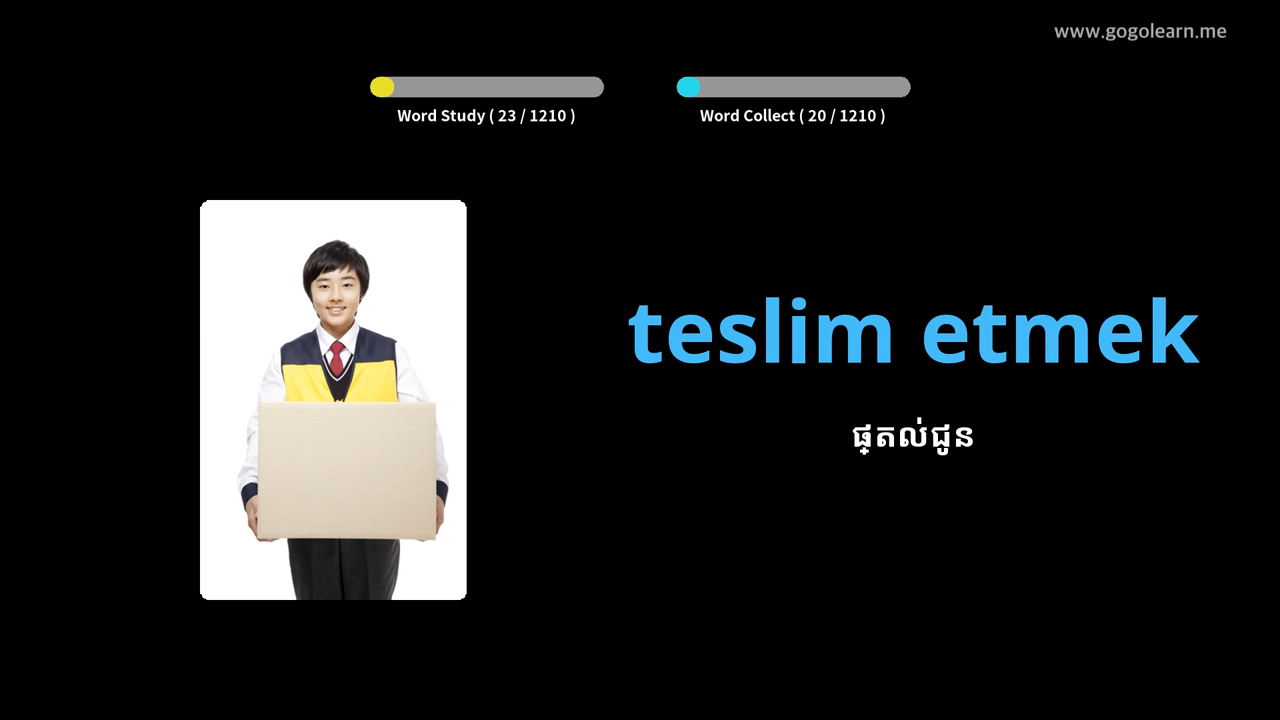 www.gogolearn.me
Word Study ( 23 / 1210 )
Word Collect ( 20 / 1210 )
teslim etmek
ផ្តល់ជូន